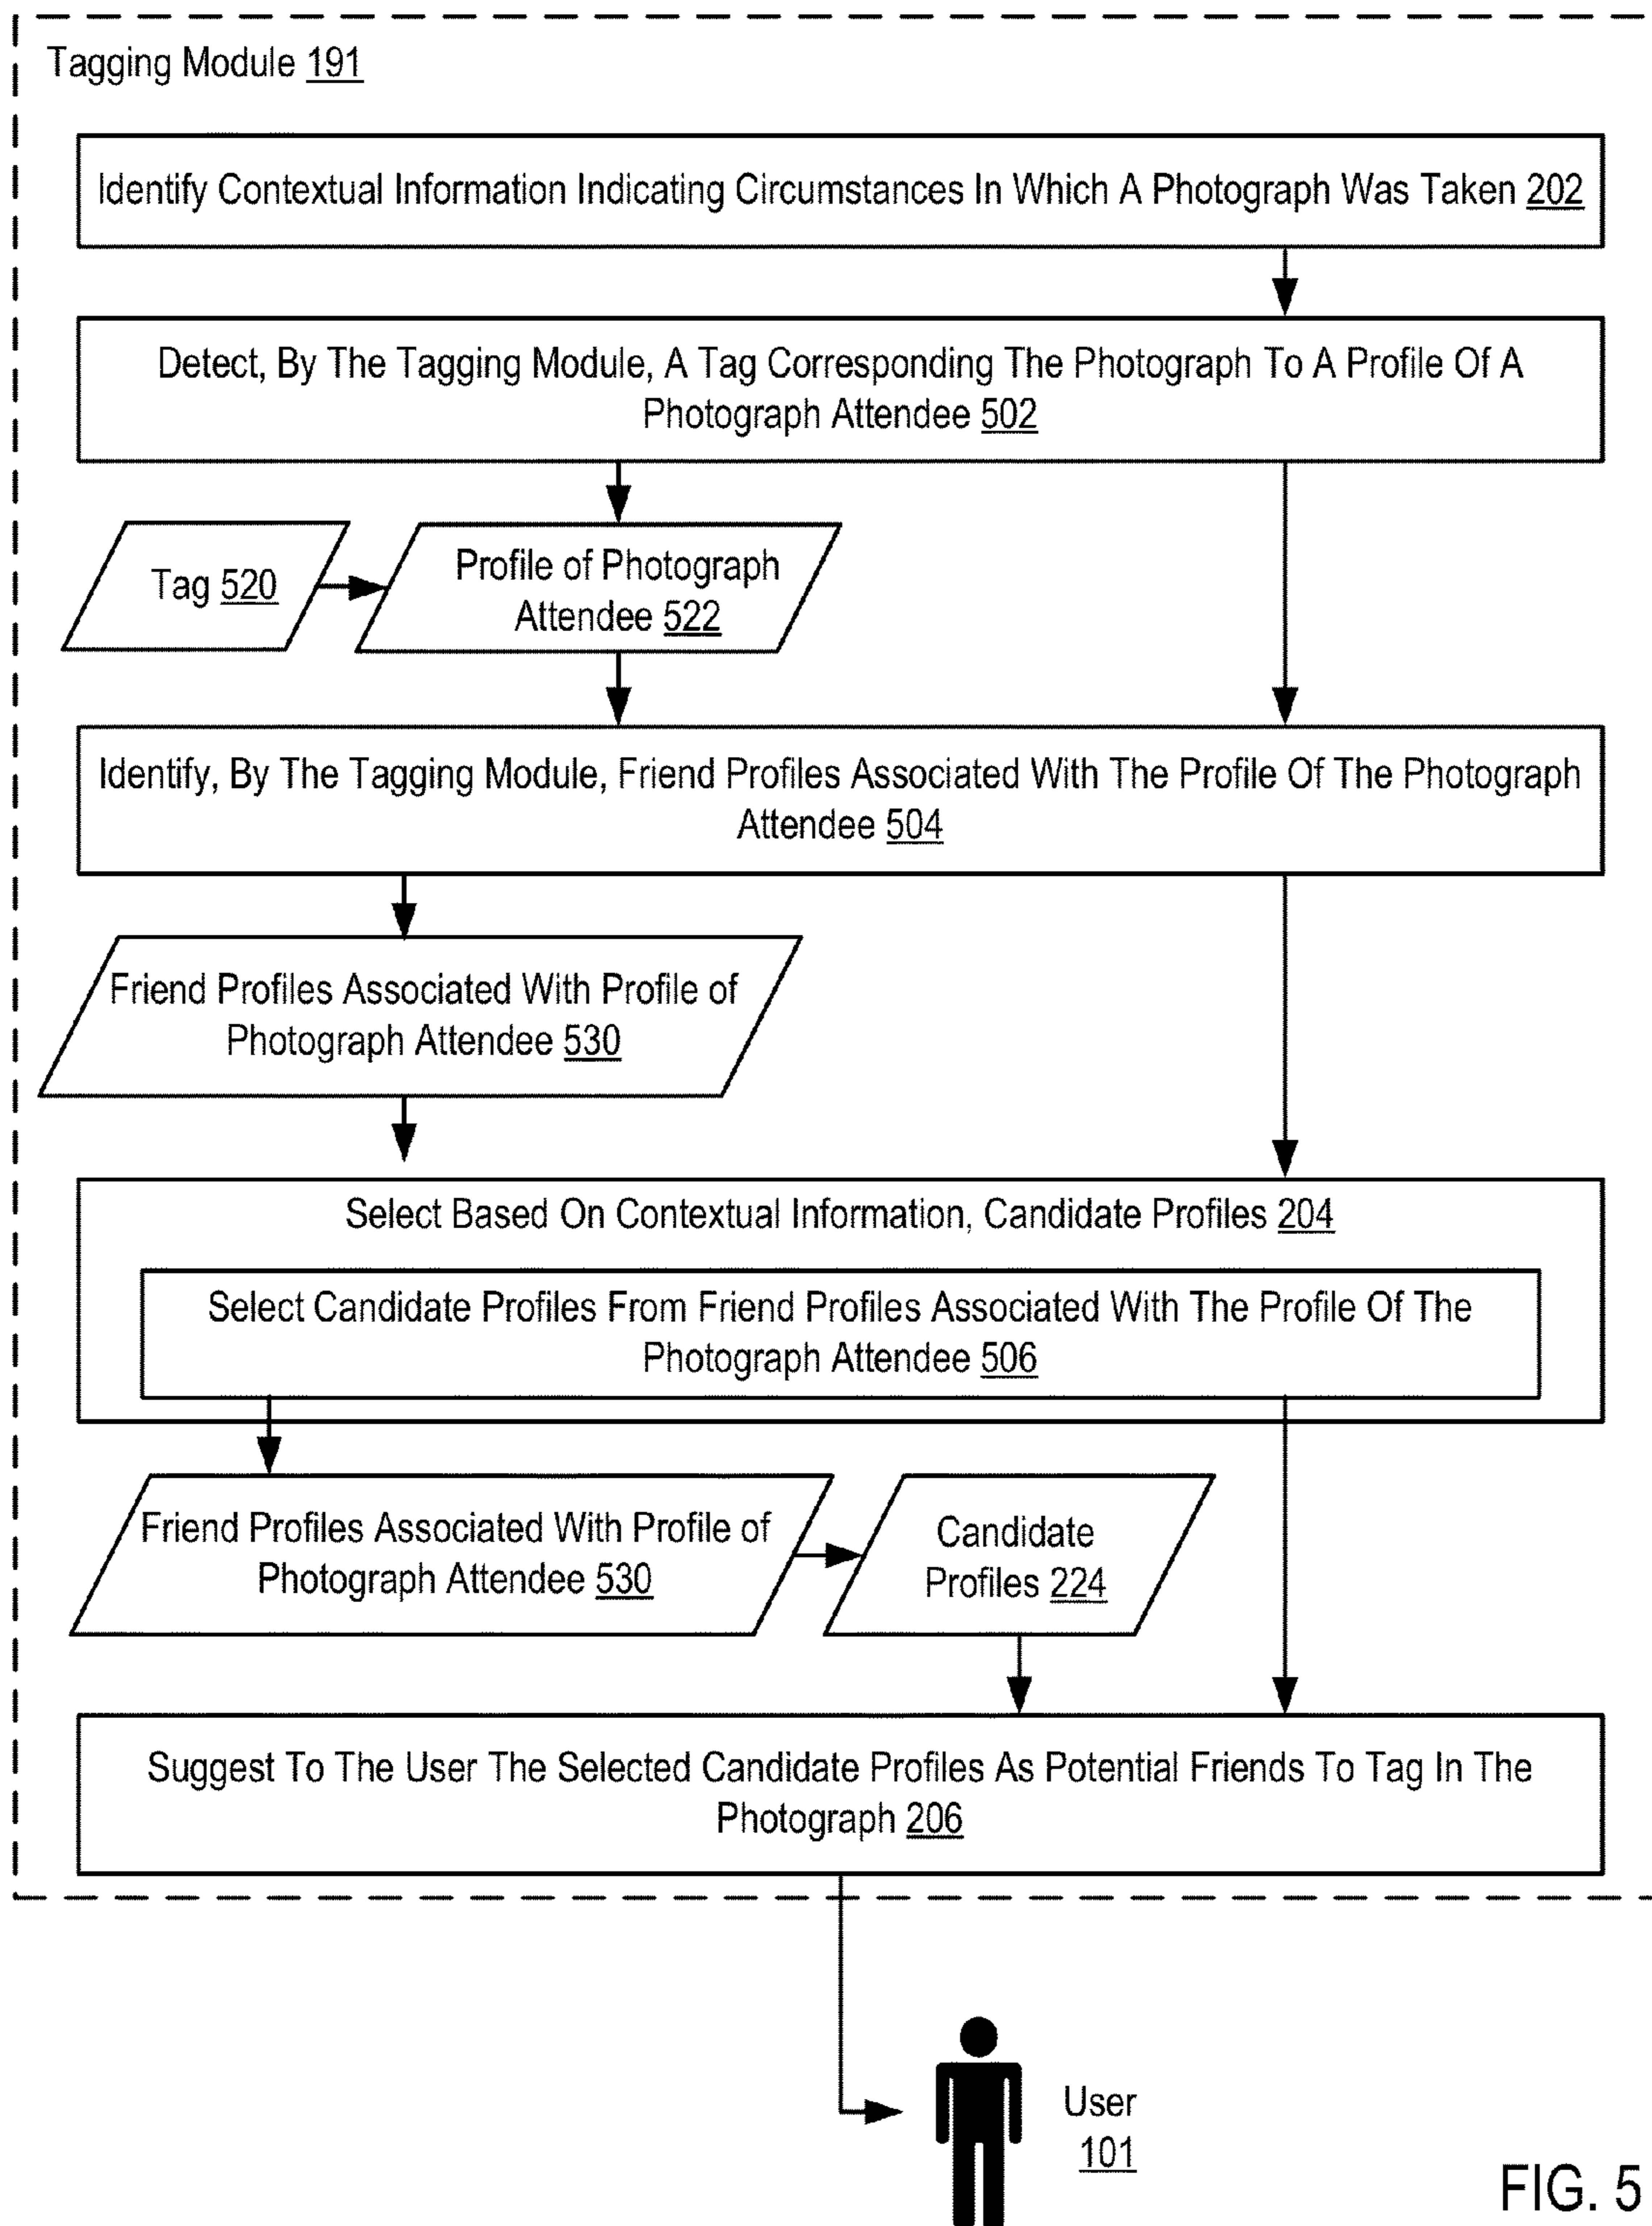 Tagging Module 191
Identify Contextual Information Indicating Circumstances In Which A Photograph Was Taken 202
Detect, By The Tagging Module, A Tag Corresponding The Photograph To A Profile Of A
Photograph Attendee 502
Tag 520
Profile of Photograph
Attendee 522
Identify, By The Tagging Module, Friend Profiles Associated With The Profile Of The Photograph
Attendee 504
Friend Profiles Associated With Profile of
Photograph Attendee 530
Select Based On Contextual Information, Candidate Profiles 204
Select Candidate Profiles From Friend Profiles Associated With The Profile Of The
Photograph Attendee 506
Friend Profiles Associated With Profile of
Photograph Attendee 530
Candidate
Profiles 224
Suggest To The User The Selected Candidate Profiles As Potential Friends To Tag In The
Photograph 206
User
101
FIG. 5